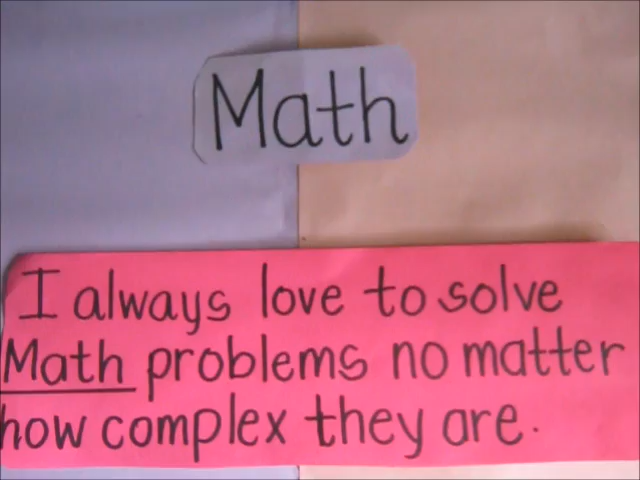 Math
I always love to solve
Math problems no matter
how complex they are.